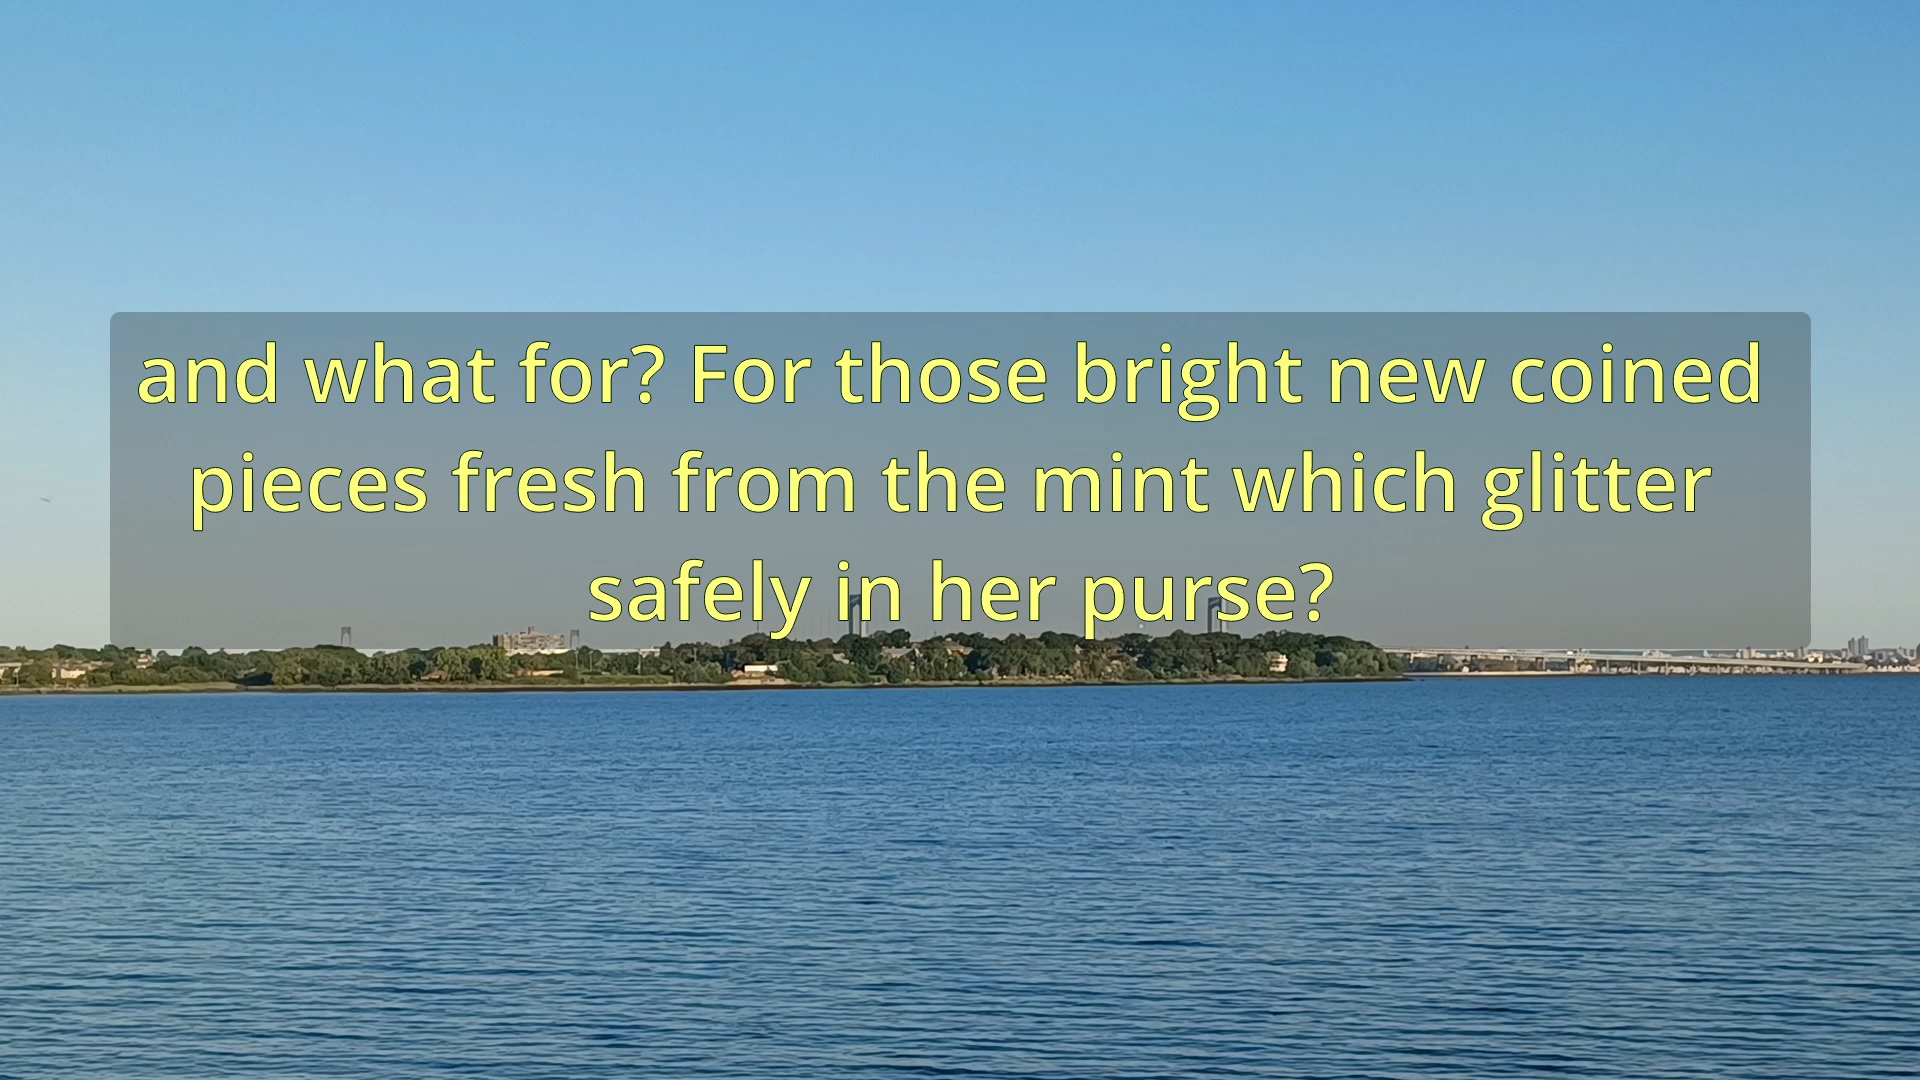 and what for? For those bright new coined
pieces fresh from the mint which glitter
safely in her purse?